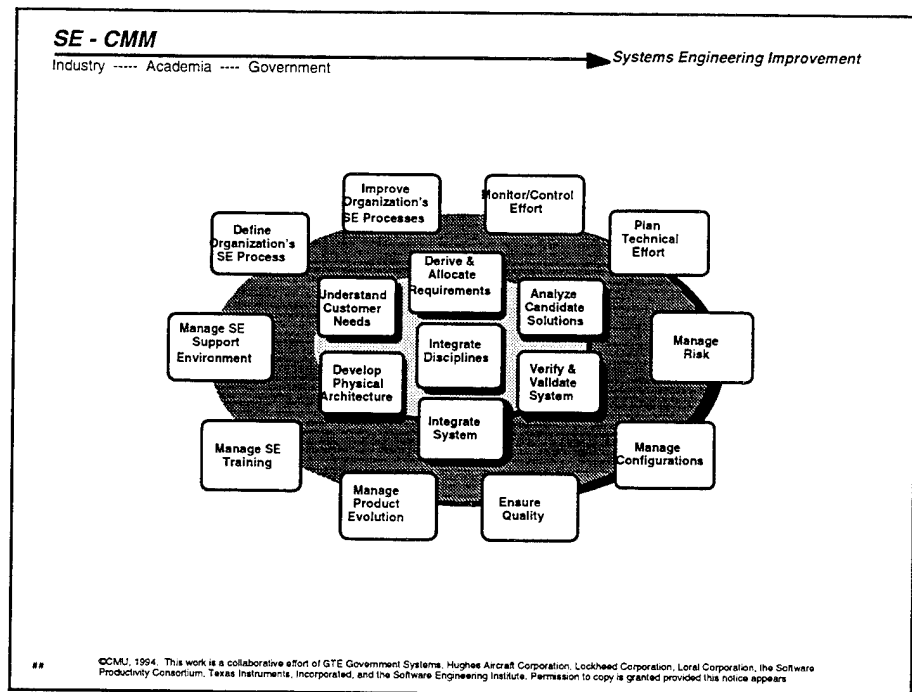 SE - CMM
Industry ----- Academia ---- Government
Systems Engineering Improvement
Improve
Organization's
SE Processes
Monitor/Control
Effort
Define
Organization's
SE Process
Plan
Technical
Effort
Derive &
Allocate
Requirements
Understand
Customer
Needs
Analyze
Candidate
Solutions
Manage SE
Support
Environment
Integrate
Disciplines
Manage
Risk
Develop
Physical
Architecture
Verify &
Validate
System
Integrate
System
Manage SE
Training
Manage
Configurations
Manage
Product
Evolution
Ensure
Quality
##
©CMU, 1994. This work is a collaborative effort of GTE Government Systems, Hughes Aircraft Corporation, Lockheed Corporation, Loral Corporation, the Software
Productivity Consortium, Texas Instruments, Incorporated, and the Software Engineering Institute. Permission to copy is granted provided this notice appears